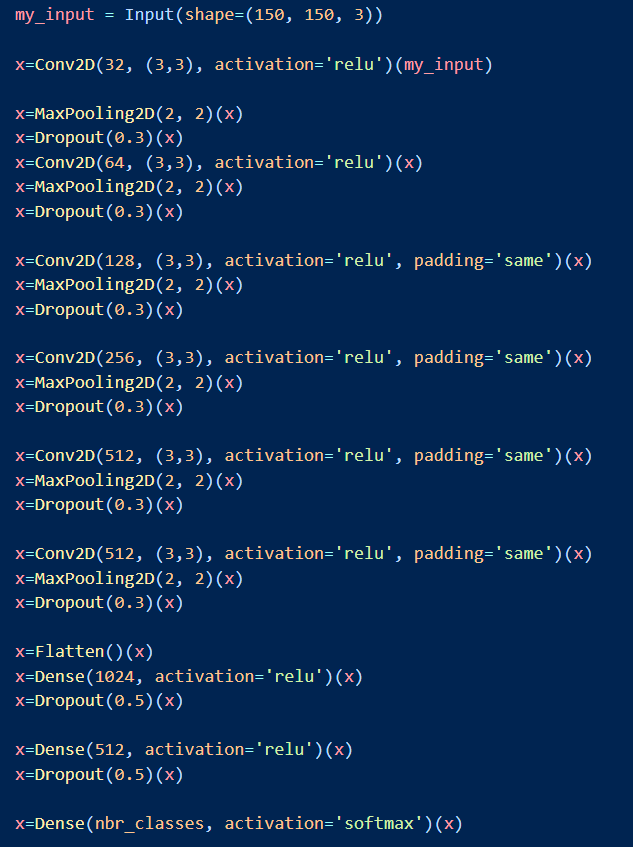 my_input = Input(shape=(150, 150, 3))
x=Conv2D(32, (3,3), activation='relu')(my_input)
x=MaxPooling2D(2, 2)(x)
x=Dropout(0.3)(x)
x=Conv2D(64, (3,3), activation='relu')(x)
x=MaxPooling2D(2, 2)(x)
x=Dropout(0.3)(x)
x=Conv2D(128, (3,3), activation='relu', padding='same')(x)
x=MaxPooling2D(2, 2)(x)
x=Dropout(0.3)(x)
x=Conv2D(256, (3,3), activation='relu', padding='same')(x)
x=MaxPooling2D(2, 2)(x)
x=Dropout(0.3)(x)
x=Conv2D(512, (3,3), activation='relu', padding='same')(x)
x=MaxPooling2D(2, 2)(x)
x=Dropout(0.3)(x)
x=Conv2D(512, (3,3), activation='relu', padding='same')(x)
x=MaxPooling2D(2, 2)(x)
x=Dropout(0.3)(x)
x=Flatten()(x)
x=Dense(1024, activation='relu')(x)
x=Dropout(0.5)(x)
x=Dense(512, activation='relu')(x)
x=Dropout(0.5)(x)
x=Dense(nbr_classes, activation='softmax')(x)